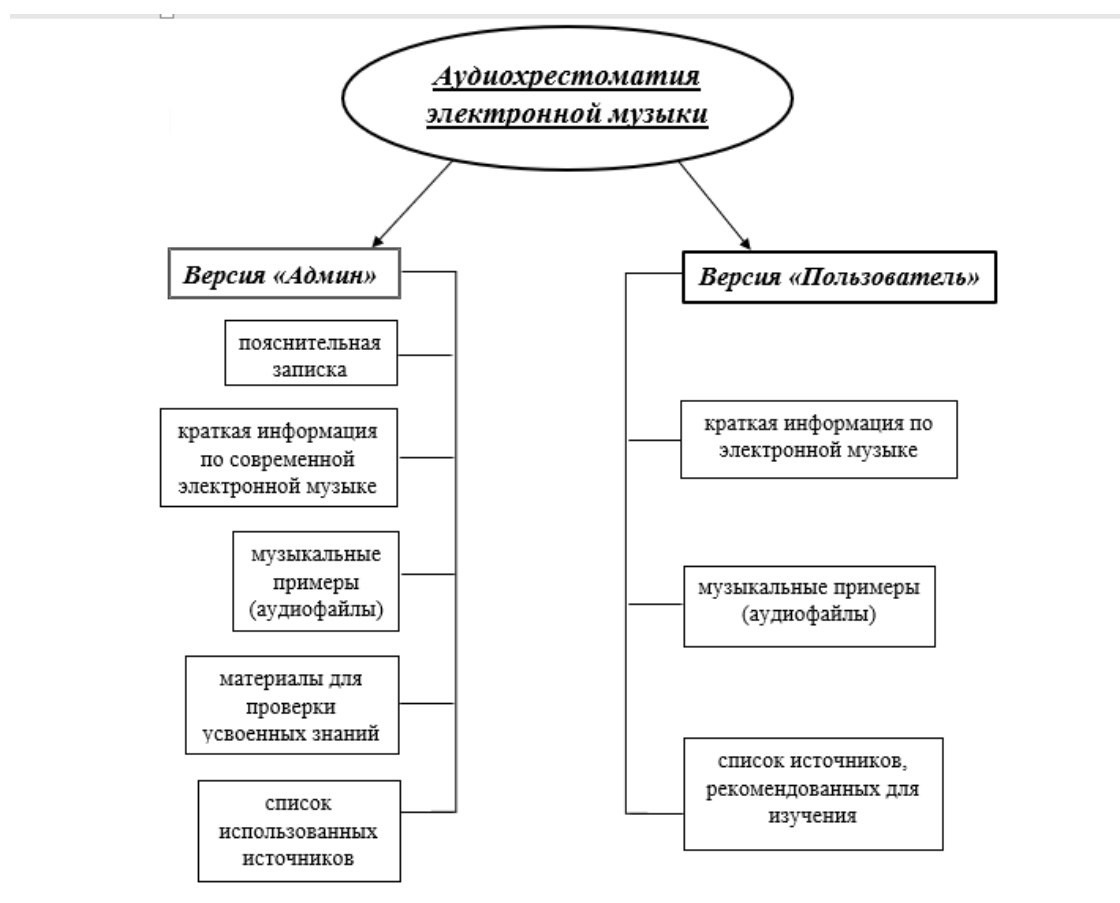 Аудиохрестоматия
электронной музыки
Версия «Админ»
пояснительная
записка
краткая информация
по современной
электронной музыке
музыкальные
примеры
(аудиофайлы)
материалы для
проверки
усвоенных знаний
список
использованных
источников
Версия «Пользователь»
краткая информация по
электронной музыке
музыкальные примеры
(аудиофайлы)
список источников,
рекомендованных для
изучения